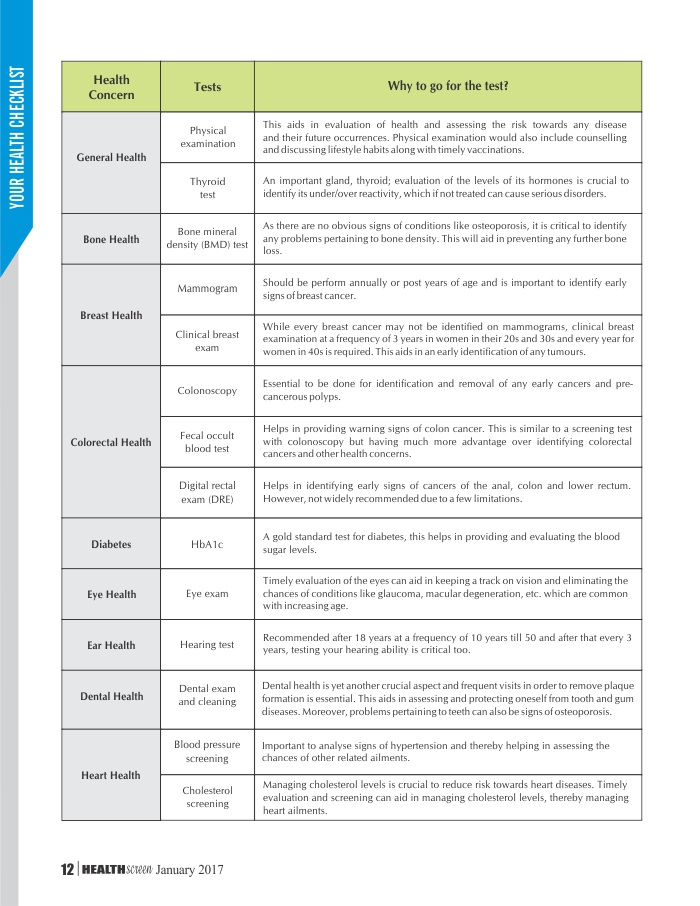 YOUR HEALTH CHECKLIST
Health
Concern
Tests
Why to go for the test?
General Health
Physical
examination
This aids in evaluation of health and assessing the risk towards any disease
and their future occurrences. Physical examination would also include counselling
and discussing lifestyle habits along with timely vaccinations.
Thyroid
test
An important gland, thyroid; evaluation of the levels of its hormones is crucial to
identify its under/over reactivity, which if not treated can cause serious disorders.
Bone Health
Bone mineral
density (BMD) test
As there are no obvious signs of conditions like osteoporosis, it is critical to identify
any problems pertaining to bone density. This will aid in preventing any further bone
loss.
Breast Health
Mammogram
Should be perform annually or post years of age and is important to identify early
signs of breast cancer.
Clinical breast
exam
While every breast cancer may not be identified on mammograms, clinical breast
examination at a frequency of 3 years in women in their 20s and 30s and every year for
women in 40s is required. This aids in an early identification of any tumours.
Colorectal Health
Colonoscopy
Essential to be done for identification and removal of any early cancers and pre-
cancerous polyps.
Fecal occult
blood test
Helps in providing warning signs of colon cancer. This is similar to a screening test
with colonoscopy but having much more advantage over identifying colorectal
cancers and other health concerns.
Digital rectal
exam (DRE)
Helps in identifying early signs of cancers of the anal, colon and lower rectum.
However, not widely recommended due to a few limitations.
Diabetes
HbA1c
A gold standard test for diabetes, this helps in providing and evaluating the blood
sugar levels.
Eye Health
Eye exam
Timely evaluation of the eyes can aid in keeping a track on vision and eliminating the
chances of conditions like glaucoma, macular degeneration, etc. which are common
with increasing age.
Ear Health
Hearing test
Recommended after 18 years at a frequency of 10 years till 50 and after that every 3
years, testing your hearing ability is critical too.
Dental Health
Dental exam
and cleaning
Dental health is yet another crucial aspect and frequent visits in order to remove plaque
formation is essential. This aids in assessing and protecting oneself from tooth and gum
diseases. Moreover, problems pertaining to teeth can also be signs of osteoporosis.
Heart Health
Blood pressure
screening
Important to analyse signs of hypertension and thereby helping in assessing the
chances of other related ailments.
Cholesterol
screening
Managing cholesterol levels is crucial to reduce risk towards heart diseases. Timely
evaluation and screening can aid in managing cholesterol levels, thereby managing
heart ailments.
12 | HEALTHscreen January 2017